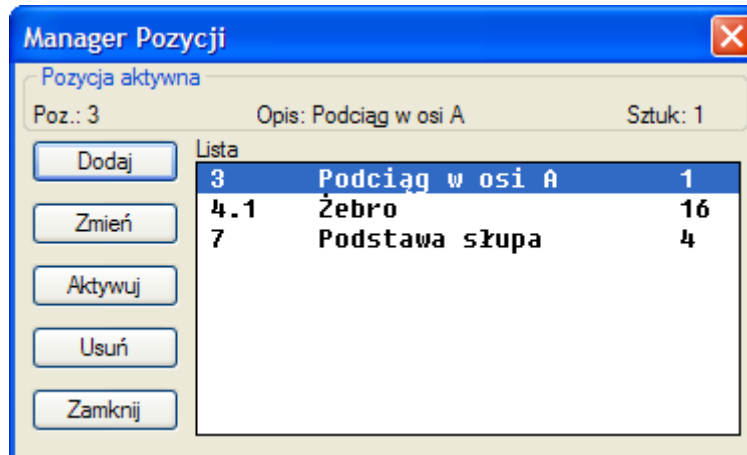 Manager Pozycji
Pozycja aktywna
Poz.: 3 Opis: Podciąg w osi A Sztuk: 1
Lista
Dodaj
Zmień
Aktywuj
Usuń
Zamknij
3 Podciąg w osi A 1
4.1 Żebro 16
7 Podstawa słupa 4